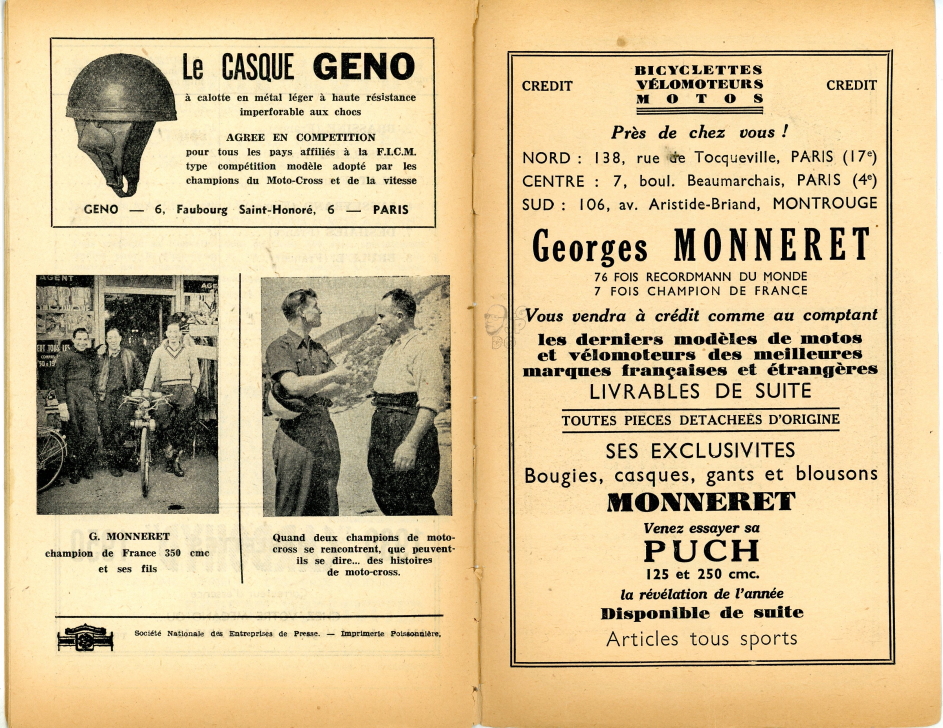 Le CASQUE GENO
à calotte en métal léger à haute résistance
imperforable aux chocs
AGREE EN COMPETITION
pour tous les pays affiliés à la F.I.C.M.
type compétition modèle adopté par les
champions du Moto-Cross et de la vitesse
GENO — 6, Faubourg Saint-Honoré, 6 — PARIS
AGENT
AGE
G. MONNERET
champion de France 350 cmc
et ses fils
Quand deux champions de moto-
cross se rencontrent, que peuvent-
ils se dire... des histoires
de moto-cross.
Société Nationale des Entreprises de Presse. — Imprimerie Poissonnière,
CREDIT
BICYCLETTES
VÉLOMOTEURS
MOTOS
CREDIT
Près de chez vous !
NORD : 138, rue de Tocqueville, PARIS (17e)
CENTRE : 7, boul. Beaumarchais, PARIS (4e)
SUD : 106, av. Aristide-Briand, MONTROUGE
Georges MONNERET
76 FOIS RECORDMANN DU MONDE
7 FOIS CHAMPION DE FRANCE
Vous vendra à crédit comme au comptant
les derniers modèles de motos
et vélomoteurs des meilleures
marques françaises et étrangères
LIVRABLES DE SUITE
TOUTES PIECES DETACHEÉS D'ORIGINE
SES EXCLUSIVITES
Bougies, casques, gants et blousons
MONNERET
Venez essayer sa
PUCH
125 et 250 cmc.
la révélation de l'année
Disponible de suite
Articles tous sports